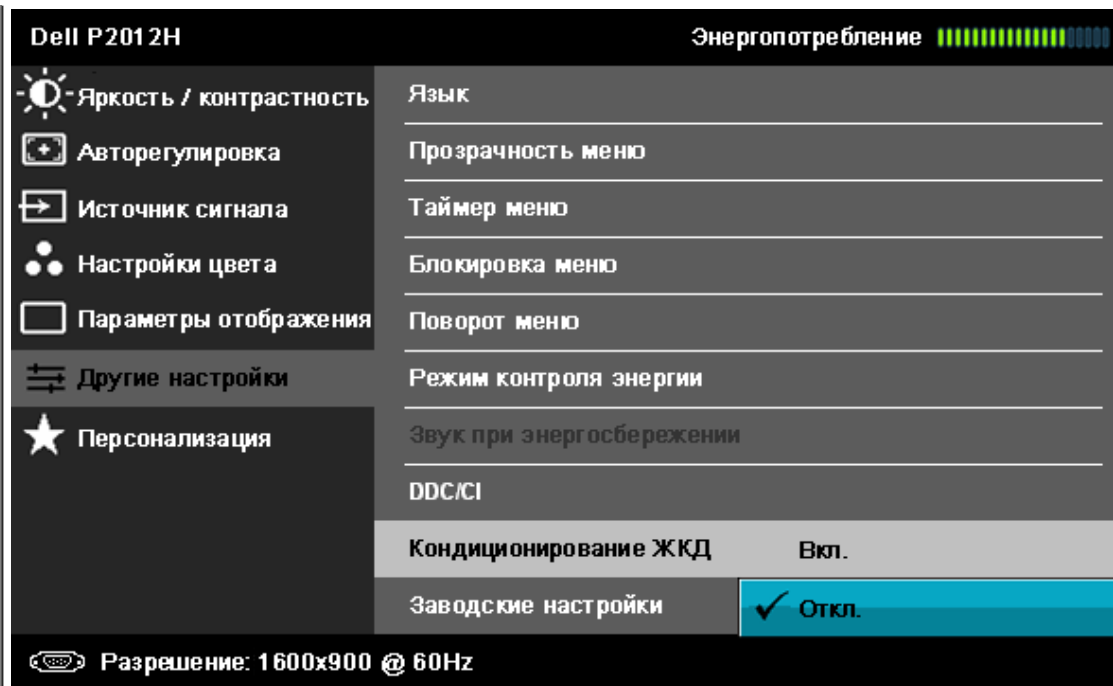 Dell P2012H
Энергопотребление
Яркость / контрастность
Авторегулировка
Источник сигнала
Настройки цвета
Параметры отображения
Другие настройки
Персонализация
Язык
Прозрачность меню
Таймер меню
Блокировка меню
Поворот меню
Режим контроля энергии
Звук при энергосбережении
DDC/CI
Кондиционирование ЖКД Вкл.
Заводские настройки Откл.
Разрешение: 1600x900 @ 60Hz